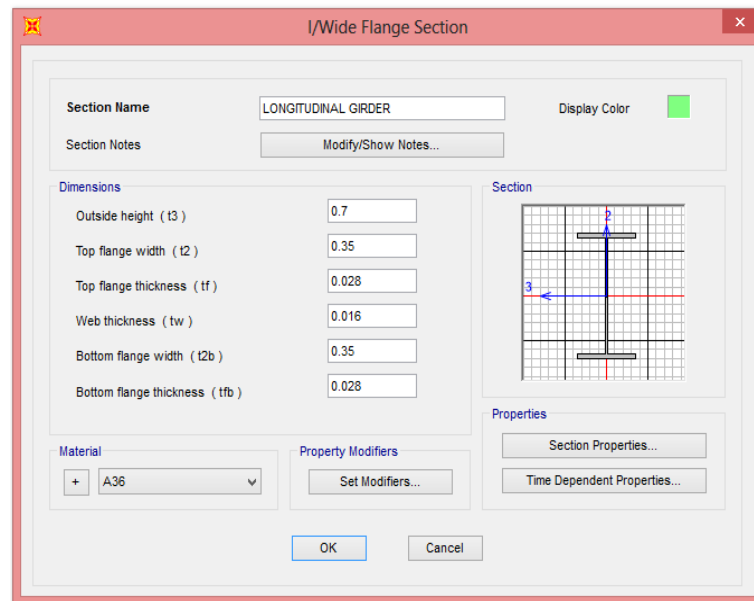 I/Wide Flange Section
x
Section Name LONGITUDINAL GIRDER Display Color
Section Notes Modify/Show Notes...
Dimensions
Outside height ( t3 ) 0.7
Top flange width ( t2 ) 0.35
Top flange thickness ( tf ) 0.028
Web thickness ( tw ) 0.016
Bottom flange width ( t2b ) 0.35
Bottom flange thickness ( tfb ) 0.028
Section
2
3
Material
+ A36
Property Modifiers
Set Modifiers...
Properties
Section Properties...
Time Dependent Properties...
OK Cancel